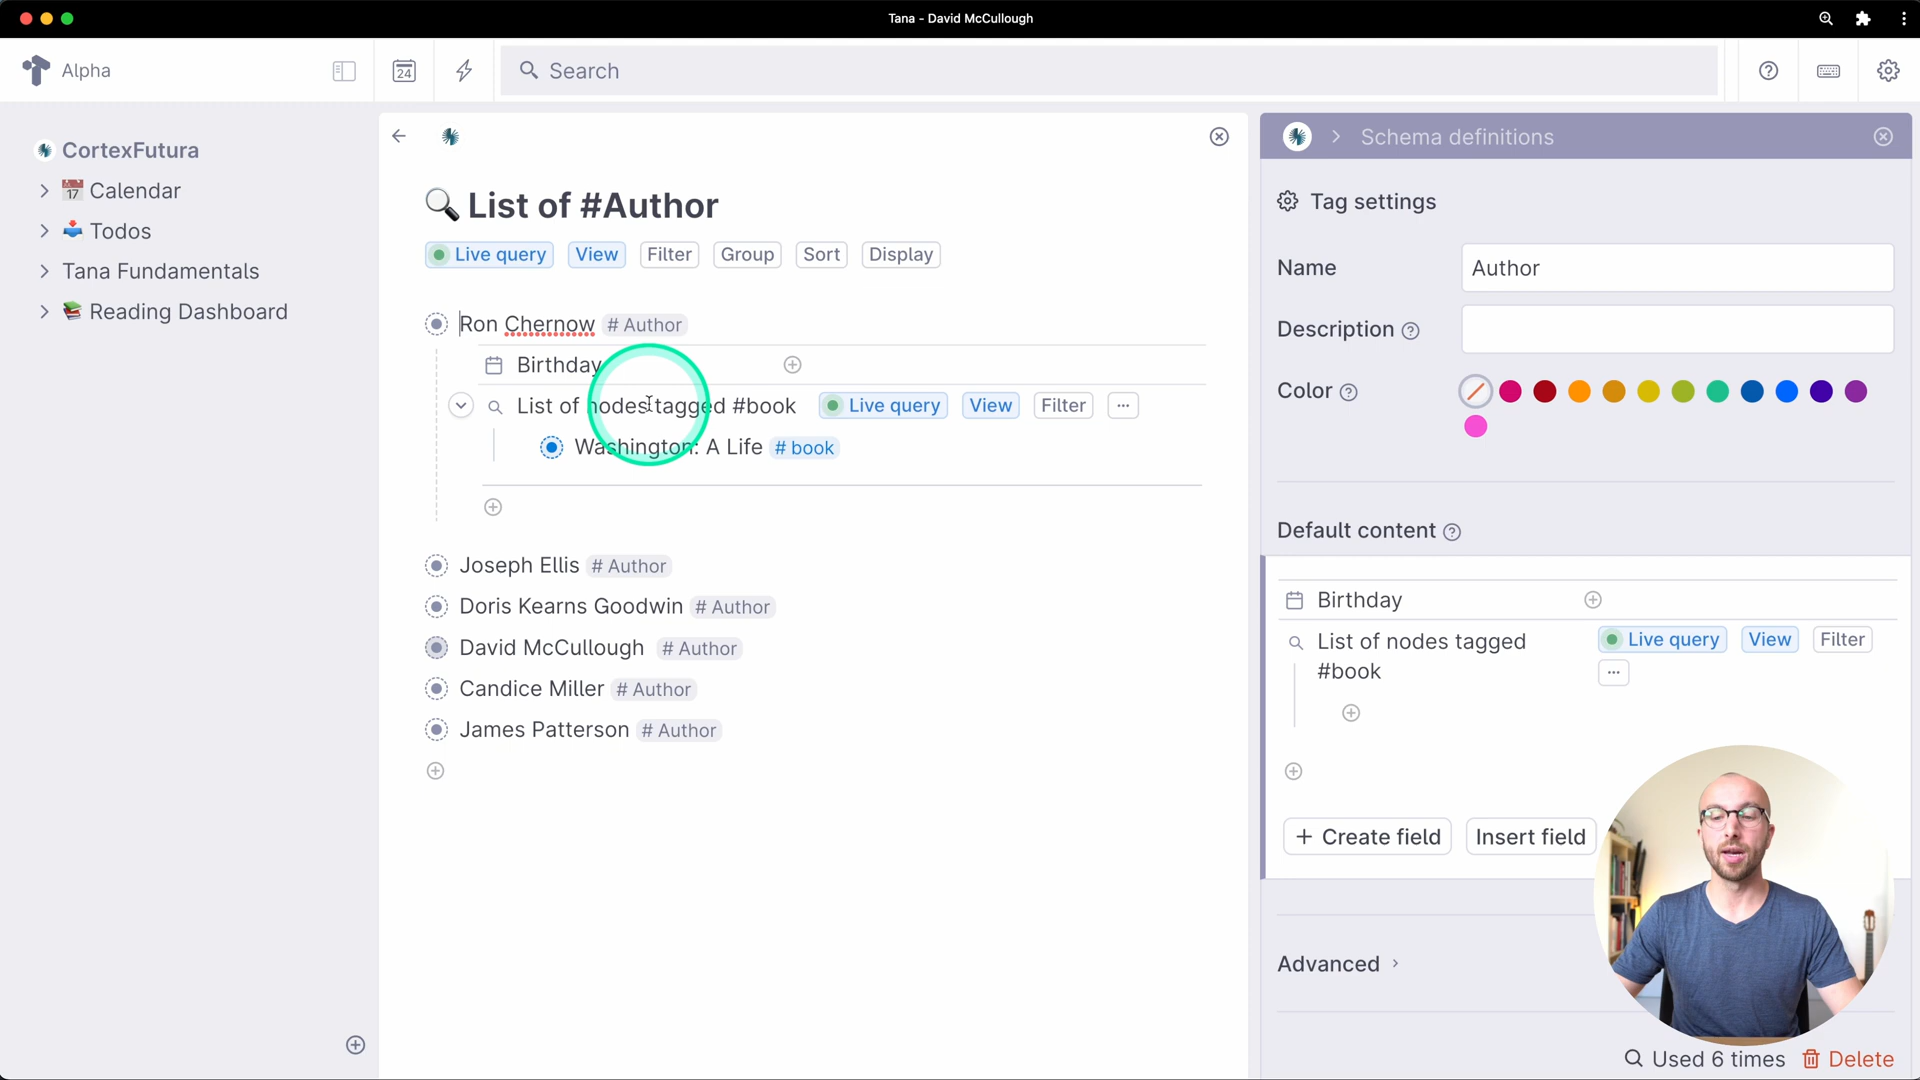 Tana - David McCullough
Alpha
24
Search
CortexFutura
Calendar
Todos
Tana Fundamentals
Reading Dashboard
List of #Author
Live query View Filter Group Sort Display
Ron Chernow # Author
Birthday
List of nodes tagged #book Live query View Filter ...
Washington: A Life # book
Joseph Ellis # Author
Doris Kearns Goodwin # Author
David McCullough # Author
Candice Miller # Author
James Patterson # Author
Schema definitions
Tag settings
Name Author
Description
Color
Default content
Birthday
List of nodes tagged Live query View Filter
#book ...
+ Create field Insert field
Advanced
Used 6 times Delete